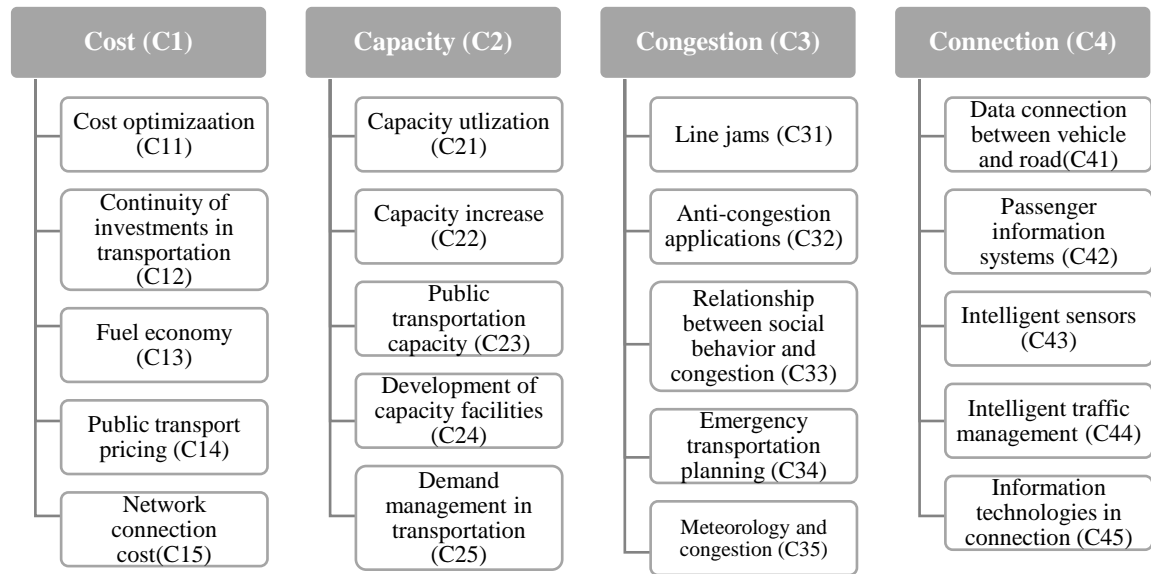 Cost (C1)
Cost optimizaation
(C11)
Continuity of
investments in
transportation
(C12)
Fuel economy
(C13)
Public transport
pricing (C14)
Network
connection
cost(C15)
Capacity (C2)
Capacity utlization
(C21)
Capacity increase
(C22)
Public
transportation
capacity (C23)
Development of
capacity facilities
(C24)
Demand
management in
transportation
(C25)
Congestion (C3)
Line jams (C31)
Anti-congestion
applications (C32)
Relationship
between social
behavior and
congestion (C33)
Emergency
transportation
planning (C34)
Meteorology and
congestion (C35)
Connection (C4)
Data connection
between vehicle
and road(C41)
Passenger
information
systems (C42)
Intelligent sensors
(C43)
Intelligent traffic
management (C44)
Information
technologies in
connection (C45)